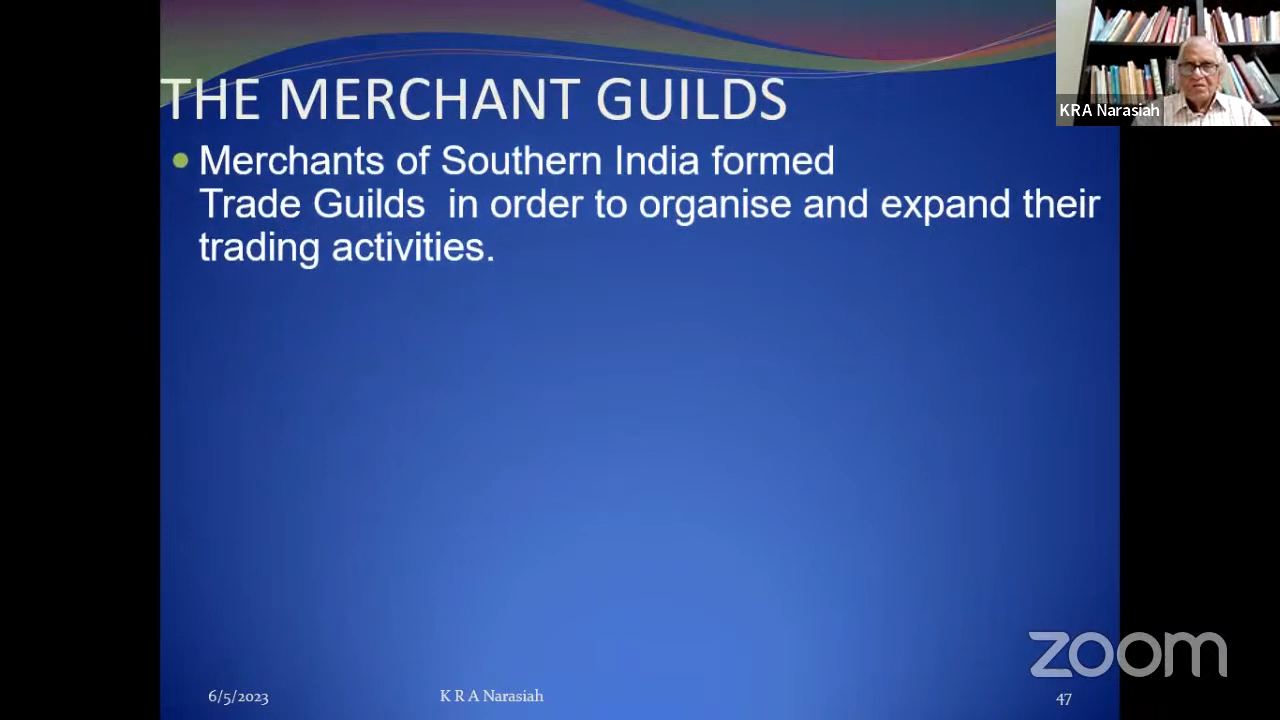 THE MERCHANT GUILDS
KRA Narasiah
• Merchants of Southern India formed
Trade Guilds in order to organise and expand their
trading activities.
zoom
6/5/2023 K R A Narasiah 47